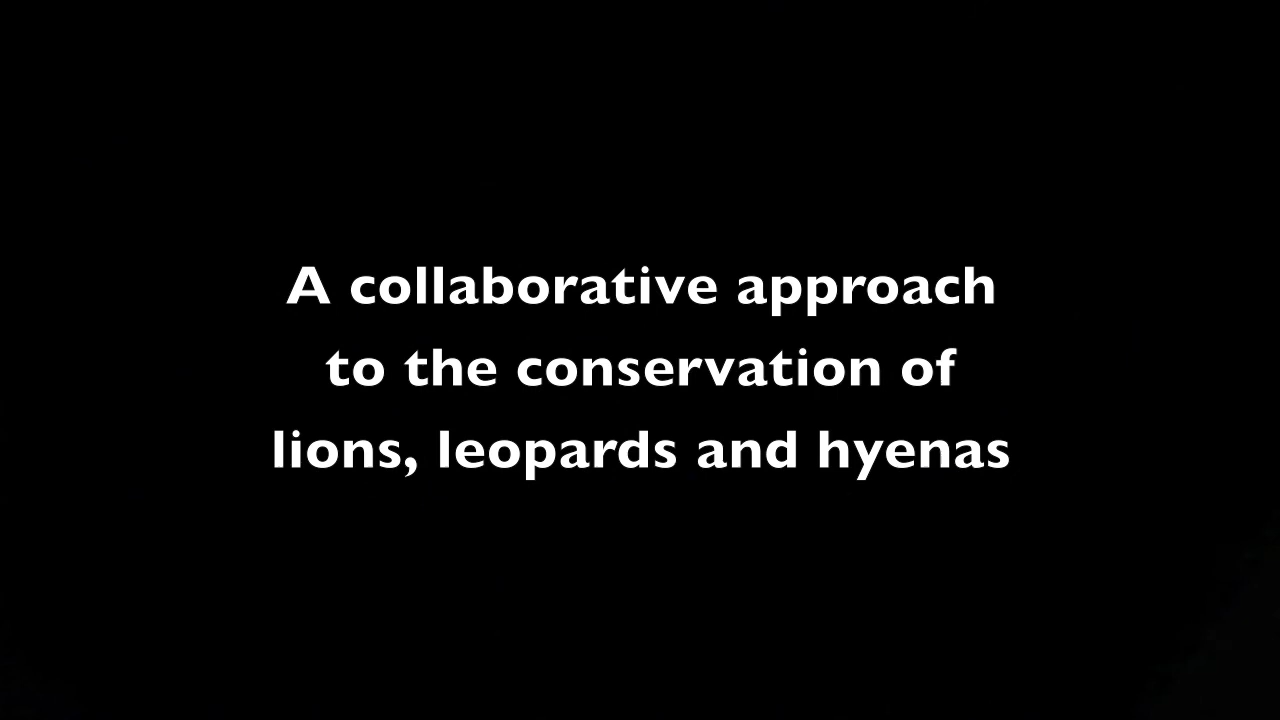 A collaborative approach
to the conservation of
lions, leopards and hyenas